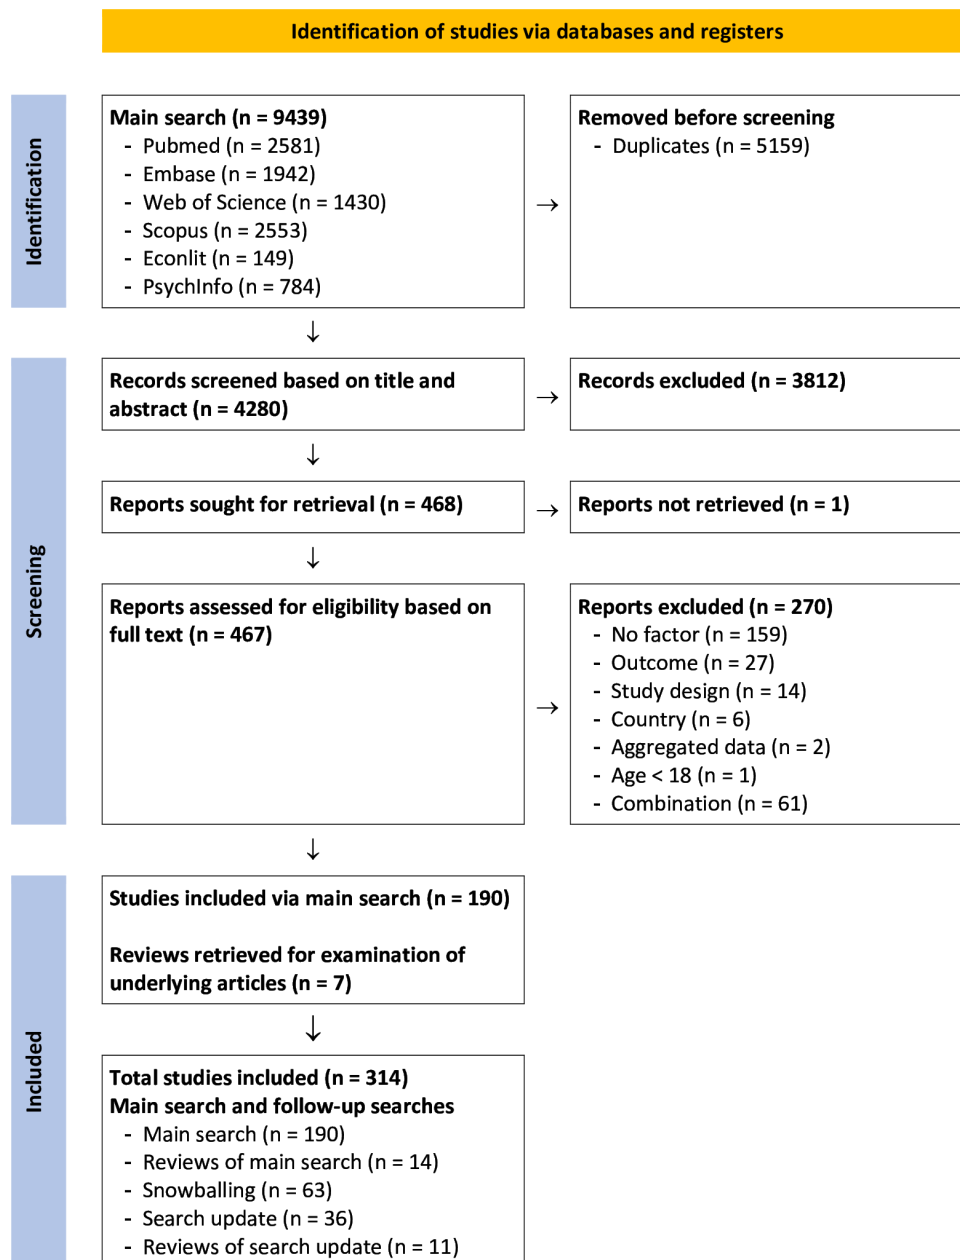 Identification of studies via databases and registers
Identification
Main search (n = 9439)
- Pubmed (n = 2581)
- Embase (n = 1942)
- Web of Science (n = 1430)
- Scopus (n = 2553)
- Econlit (n = 149)
- PsychInfo (n = 784)
→
Removed before screening
- Duplicates (n = 5159)
↓
Screening
Records screened based on title and
abstract (n = 4280)
→
Records excluded (n = 3812)
↓
Reports sought for retrieval (n = 468)
→
Reports not retrieved (n = 1)
↓
Reports assessed for eligibility based on
full text (n = 467)
→
Reports excluded (n = 270)
- No factor (n = 159)
- Outcome (n = 27)
- Study design (n = 14)
- Country (n = 6)
- Aggregated data (n = 2)
- Age < 18 (n = 1)
- Combination (n = 61)
↓
Included
Studies included via main search (n = 190)
Reviews retrieved for examination of
underlying articles (n = 7)
↓
Total studies included (n = 314)
Main search and follow-up searches
- Main search (n = 190)
- Reviews of main search (n = 14)
- Snowballing (n = 63)
- Search update (n = 36)
- Reviews of search update (n = 11)